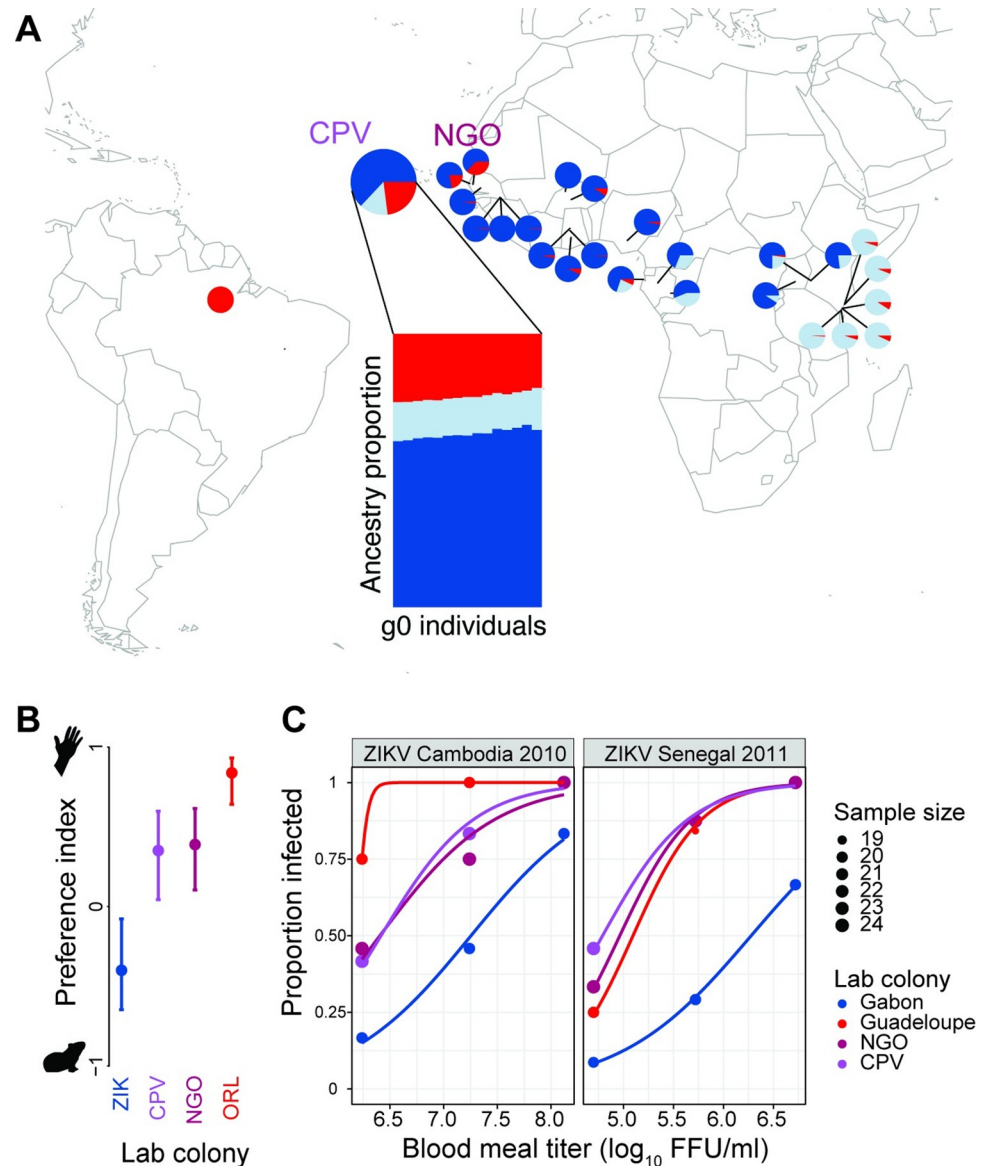 A
CPV
NGO
Ancestry proportion
g0 individuals
B
Preference index
1
0
−1
ZIK
CPV
NGO
ORL
Lab colony
C
ZIKV Cambodia 2010
ZIKV Senegal 2011
Proportion infected
1
0.75
0.50
0.25
0
6.5 7.0 7.5 8.0
5.0 5.5 6.0 6.5
Blood meal titer (log₁₀ FFU/ml)
Sample size
19
20
21
22
23
24
Lab colony
Gabon
Guadeloupe
NGO
CPV